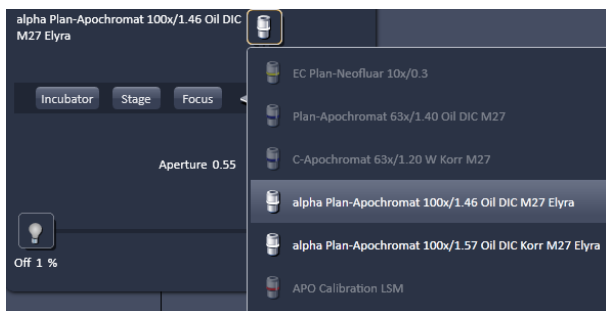 alpha Plan-Apochromat 100x/1.46 Oil DIC
M27 Elyra
EC Plan-Neofluar 10x/0.3
Incubator Stage Focus
Plan-Apochromat 63x/1.40 Oil DIC M27
Aperture 0.55
C-Apochromat 63x/1.20 W Korr M27
alpha Plan-Apochromat 100x/1.46 Oil DIC M27 Elyra
alpha Plan-Apochromat 100x/1.57 Oil DIC Korr M27 Elyra
Off 1 %
APO Calibration LSM